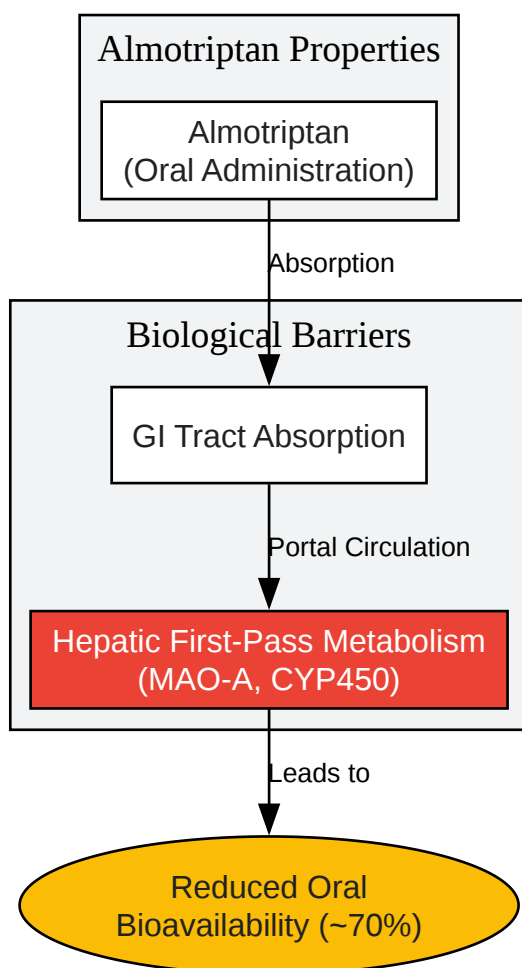 Almotriptan Properties
Almotriptan
(Oral Administration)
Absorption
Biological Barriers
GI Tract Absorption
Portal Circulation
Hepatic First-Pass Metabolism
(MAO-A, CYP450)
Leads to
Reduced Oral
Bioavailability (~70%)